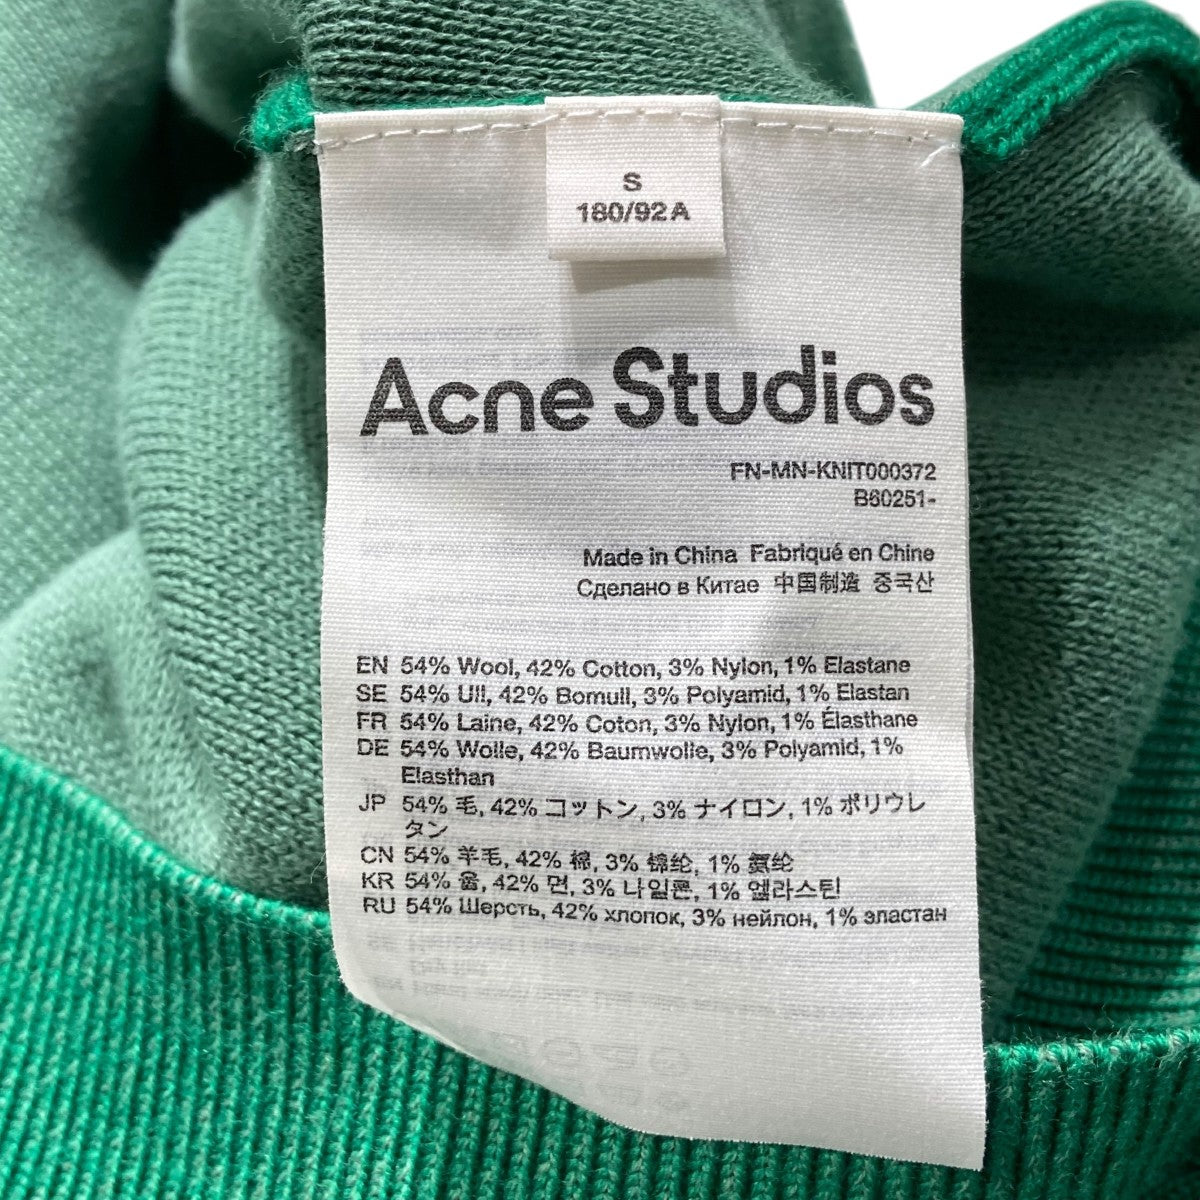 S
180/92A
Acne Studios
FN-MN-KNIT000372
B60251-
Made in China Fabriqué en Chine
Сделано в Китае 中国制造 중국산
EN 54% Wool, 42% Cotton, 3% Nylon, 1% Elastane
SE 54% Ull, 42% Bomull, 3% Polyamid, 1% Elastan
FR 54% Laine, 42% Coton, 3% Nylon, 1% Élasthane
DE 54% Wolle, 42% Baumwolle, 3% Polyamid, 1%
Elasthan
JP 54% 毛, 42% コットン, 3% ナイロン, 1% ポリウレ
タン
CN 54% 羊毛, 42% 棉, 3% 锦纶, 1% 氨纶
KR 54% 울, 42% 면, 3% 나일론, 1% 엘라스틴
RU 54% Шерсть, 42% хлопок, 3% нейлон, 1% эластан